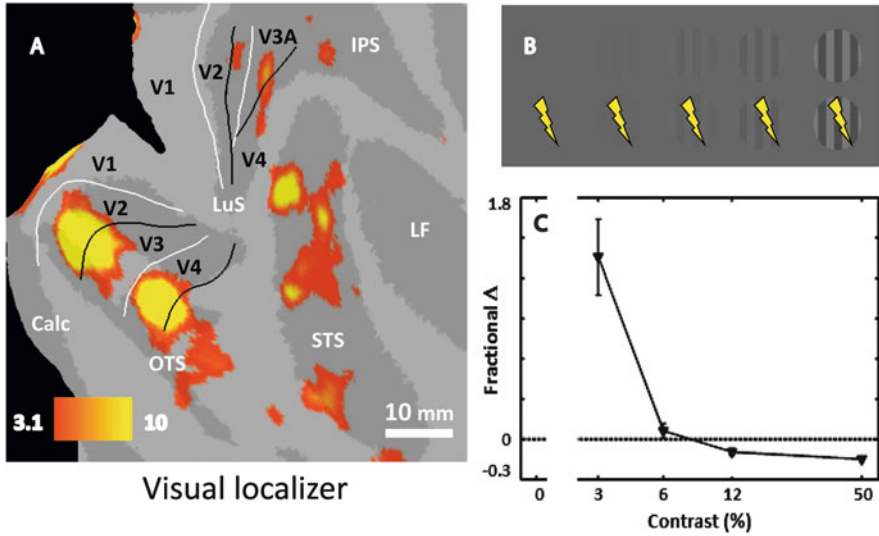 A
V1
V2
V3A
IPS
V4
LuS
V1
V2
V3
V4
LF
Calc
OTS
STS
3.1
10
10 mm
Visual localizer
B
C
1.8
0
-0.3
Fractional Δ
0
3
6
12
50
Contrast (%)